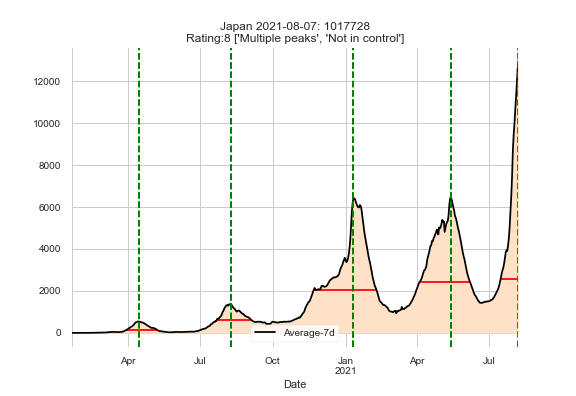 Japan 2021-08-07: 1017728
Rating:8 ['Multiple peaks', 'Not in control']
12000
10000
8000
6000
4000
2000
0
Average-7d
Apr Jul Oct Jan Apr Jul
2021
Date